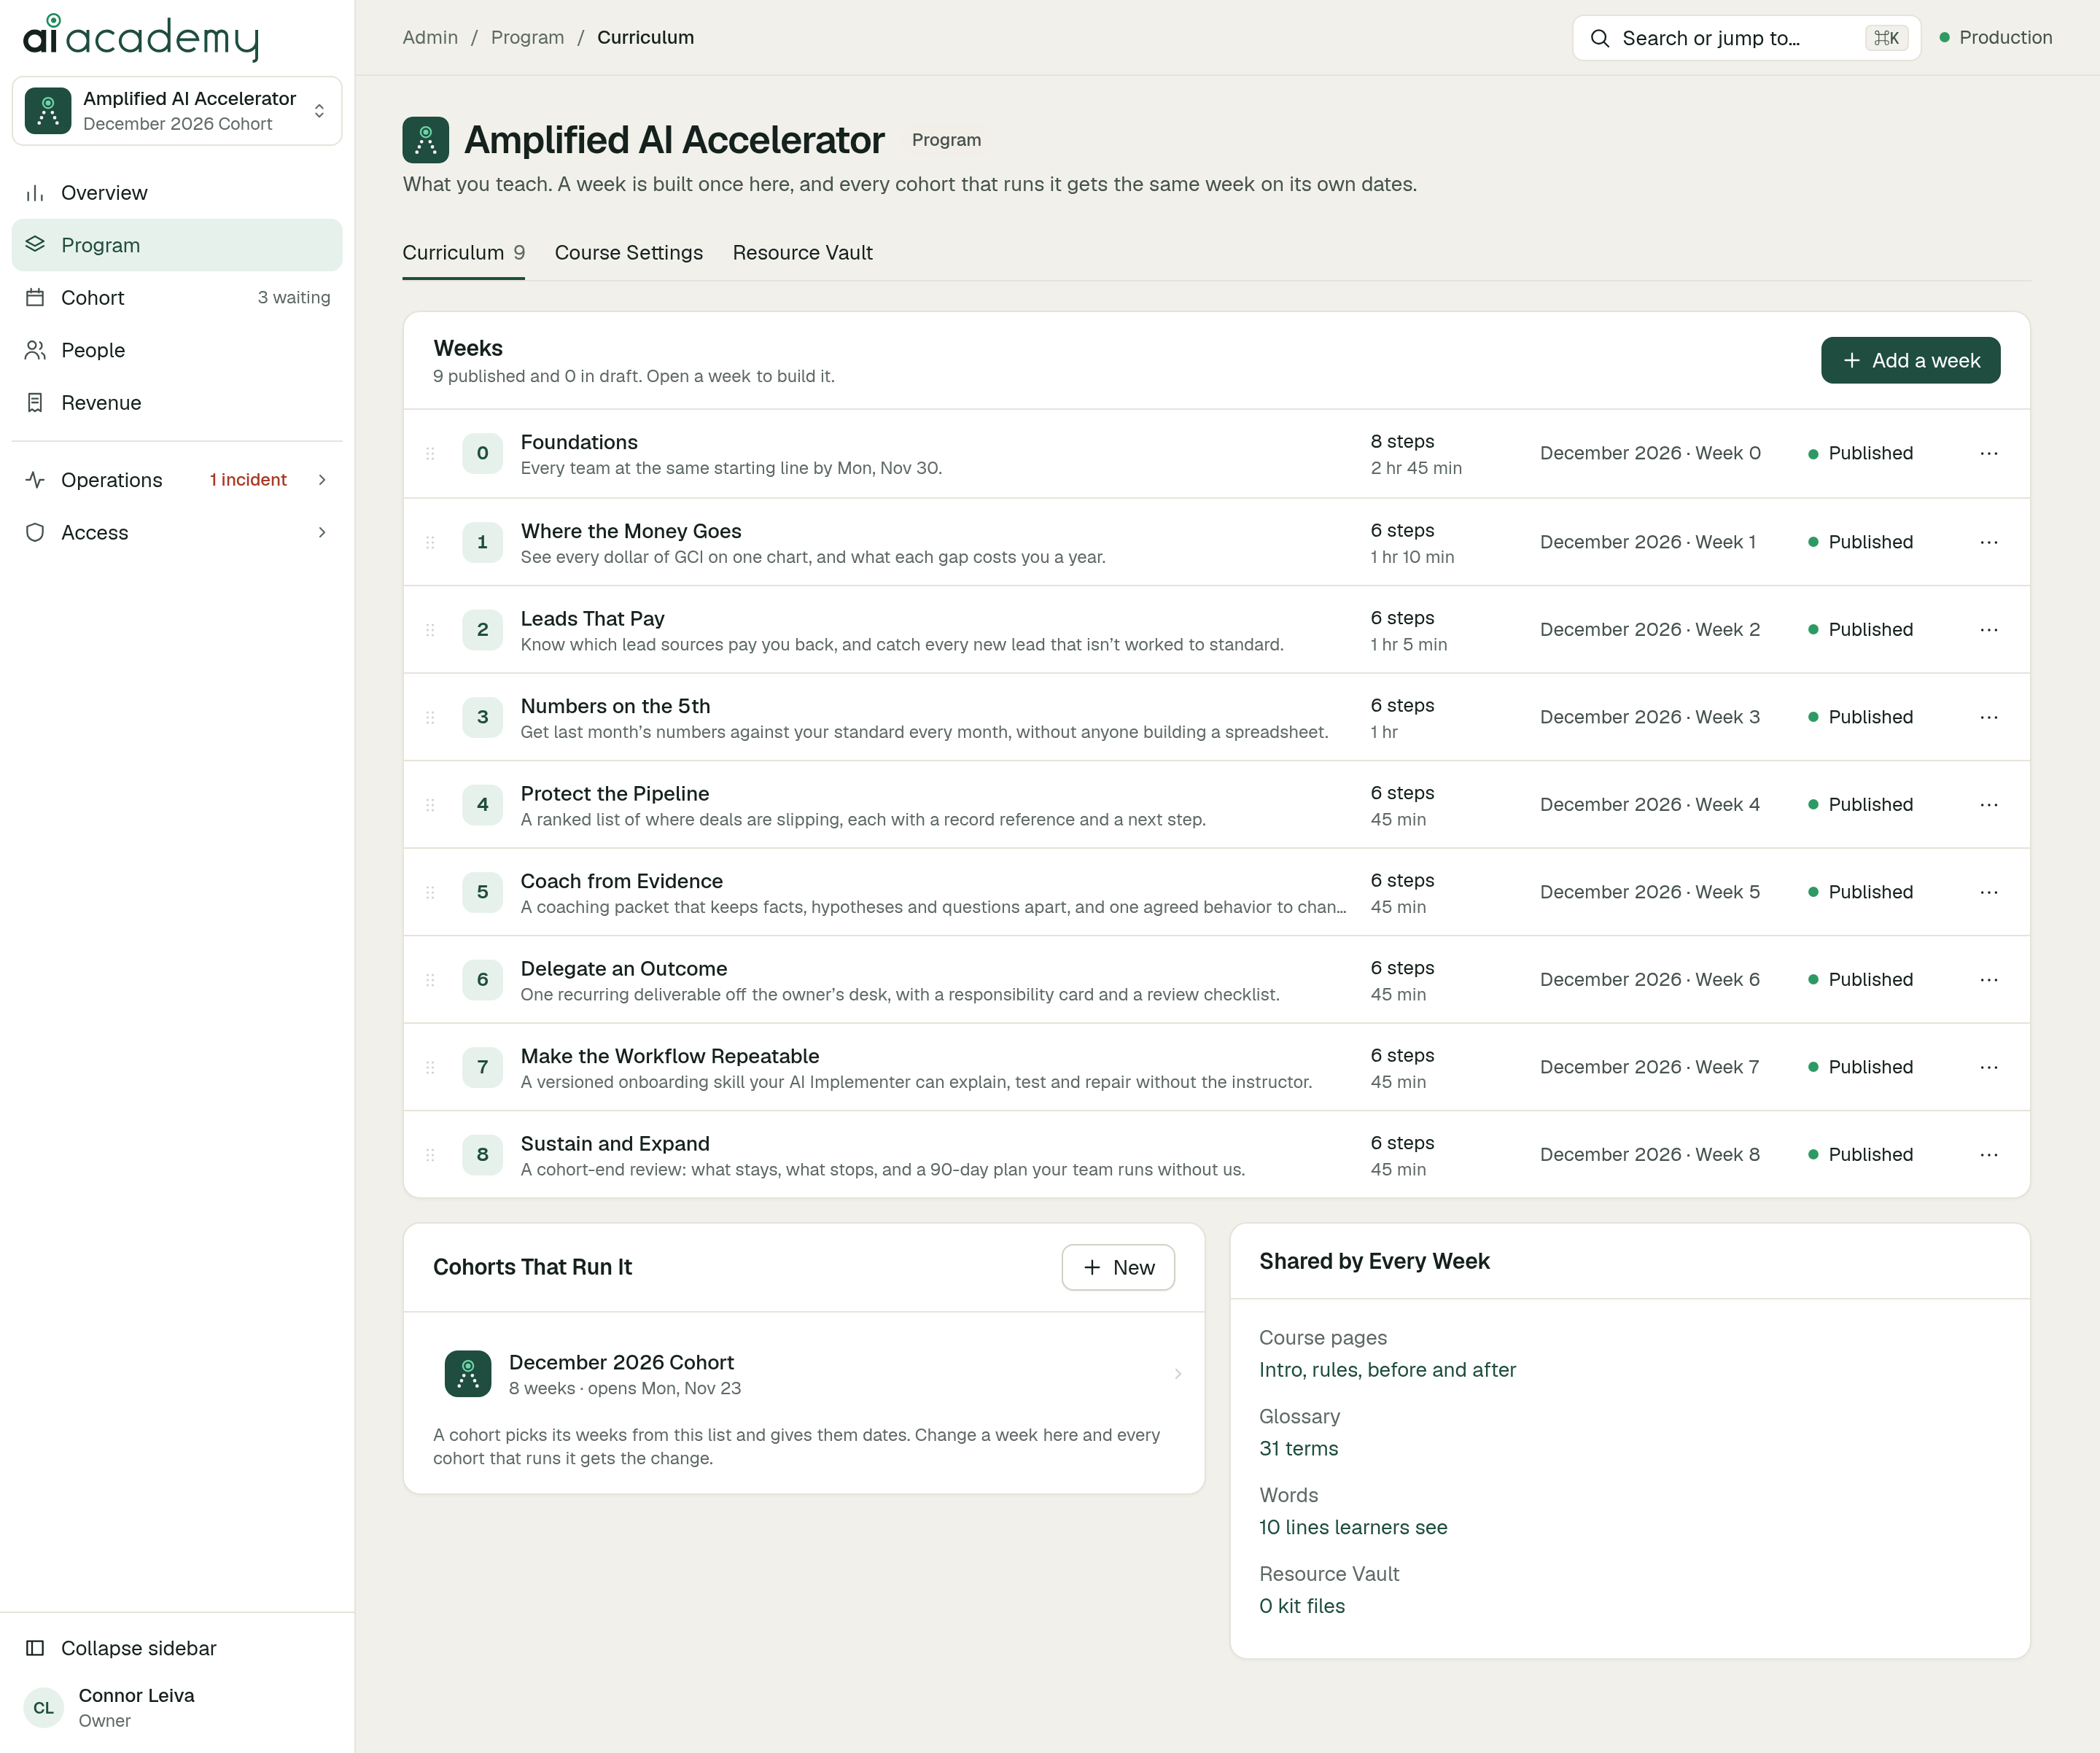 ai academy
Amplified AI Accelerator
December 2026 Cohort
Overview
Program
Cohort 3 waiting
People
Revenue
Operations 1 incident
Access
Collapse sidebar
CL
Connor Leiva
Owner
Admin / Program / Curriculum
Search or jump to... ⌘K
Production
Amplified AI Accelerator Program
What you teach. A week is built once here, and every cohort that runs it gets the same week on its own dates.
Curriculum 9 Course Settings Resource Vault
Weeks
9 published and 0 in draft. Open a week to build it.
+ Add a week
0 Foundations 8 steps December 2026 · Week 0 Published
Every team at the same starting line by Mon, Nov 30. 2 hr 45 min
1 Where the Money Goes 6 steps December 2026 · Week 1 Published
See every dollar of GCI on one chart, and what each gap costs you a year. 1 hr 10 min
2 Leads That Pay 6 steps December 2026 · Week 2 Published
Know which lead sources pay you back, and catch every new lead that isn’t worked to standard. 1 hr 5 min
3 Numbers on the 5th 6 steps December 2026 · Week 3 Published
Get last month’s numbers against your standard every month, without anyone building a spreadsheet. 1 hr
4 Protect the Pipeline 6 steps December 2026 · Week 4 Published
A ranked list of where deals are slipping, each with a record reference and a next step. 45 min
5 Coach from Evidence 6 steps December 2026 · Week 5 Published
A coaching packet that keeps facts, hypotheses and questions apart, and one agreed behavior to chan... 45 min
6 Delegate an Outcome 6 steps December 2026 · Week 6 Published
One recurring deliverable off the owner’s desk, with a responsibility card and a review checklist. 45 min
7 Make the Workflow Repeatable 6 steps December 2026 · Week 7 Published
A versioned onboarding skill your AI Implementer can explain, test and repair without the instructor. 45 min
8 Sustain and Expand 6 steps December 2026 · Week 8 Published
A cohort-end review: what stays, what stops, and a 90-day plan your team runs without us. 45 min
Cohorts That Run It + New
December 2026 Cohort
8 weeks · opens Mon, Nov 23
A cohort picks its weeks from this list and gives them dates. Change a week here and every
cohort that runs it gets the change.
Shared by Every Week
Course pages
Intro, rules, before and after
Glossary
31 terms
Words
10 lines learners see
Resource Vault
0 kit files